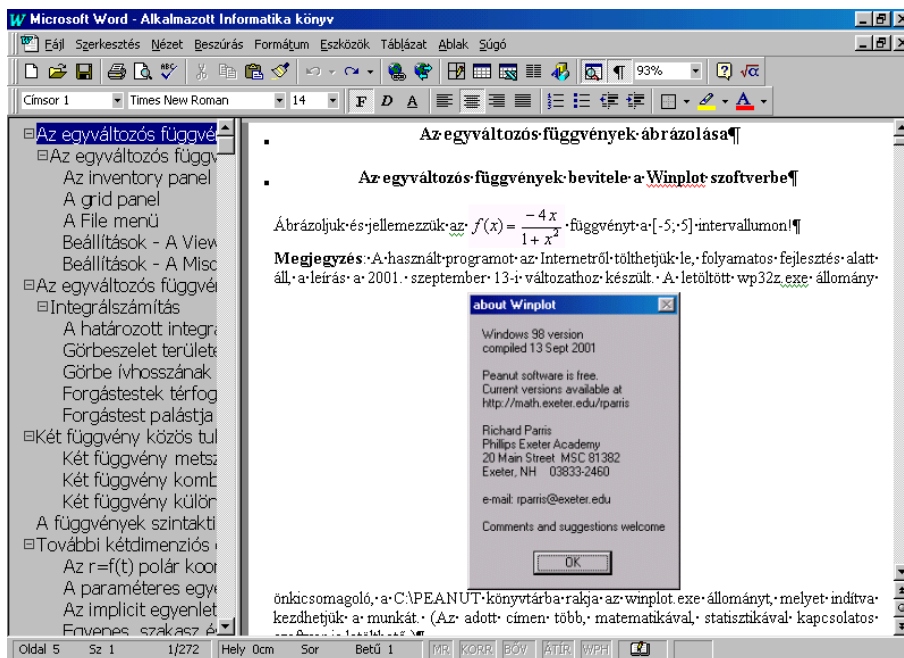 Microsoft Word - Alkalmazott Informatika könyv
Fájl Szerkesztés Nézet Beszúrás Formátum Eszközök Táblázat Ablak Súgó
93%
Címsor 1 Times New Roman 14 F D A
Az egyváltozós függvé
Az egyváltozós függv
Az inventory panel
A grid panel
A File menü
Beállítások - A View
Beállítások - A Misc
Az egyváltozós függvé
Integrálszámítás
A határozott integra
Görbeszelet területe
Görbe ívhosszának
Forgástestek térfog
Forgástest palástja
Két függvény közös tul
Két függvény metsz
Két függvény komb
Két függvény külön
A függvények szintakti
További kétdimenziós
Az r=f(t) polár koor
A paraméteres egye
Az implicit egyenlet
Egyenes, szakasz é
Az·egyváltozós·függvények·ábrázolása¶
Az·egyváltozós·függvények·bevitele·a·Winplot·szoftverbe¶
Ábrázoljuk·és·jellemezzük·az· f(x) = -4x / 1 + x² ·függvényt·a·[-5;·5]·intervallumon!¶
Megjegyzés:·A·használt·programot·az·Internetről·tölthetjük·le,·folyamatos·fejlesztés·alatt·
áll,·a·leírás·a·2001.·szeptember·13-i·változathoz·készült.·A·letöltött·wp32z.exe·állomány·
about Winplot
Windows 98 version
compiled 13 Sept 2001
Peanut software is free.
Current versions available at
http://math.exeter.edu/rparris
Richard Parris
Phillips Exeter Academy
20 Main Street MSC 81382
Exeter, NH 03833-2460
e-mail: rparris@exeter.edu
Comments and suggestions welcome
OK
önkicsomagoló,·a·C:\PEANUT·könyvtárba·rakja·az·winplot.exe·állományt,·melyet·indítva·
kezdhetjük·a·munkát.·(Az·adott·címen·több,·matematikával,·statisztikával·kapcsolatos·
szoftver·is·letölthető.)¶
Oldal 5 Sz 1 1/272 Hely 0cm Sor Betű 1 MR KORR BŐV ÁTÍR WPH